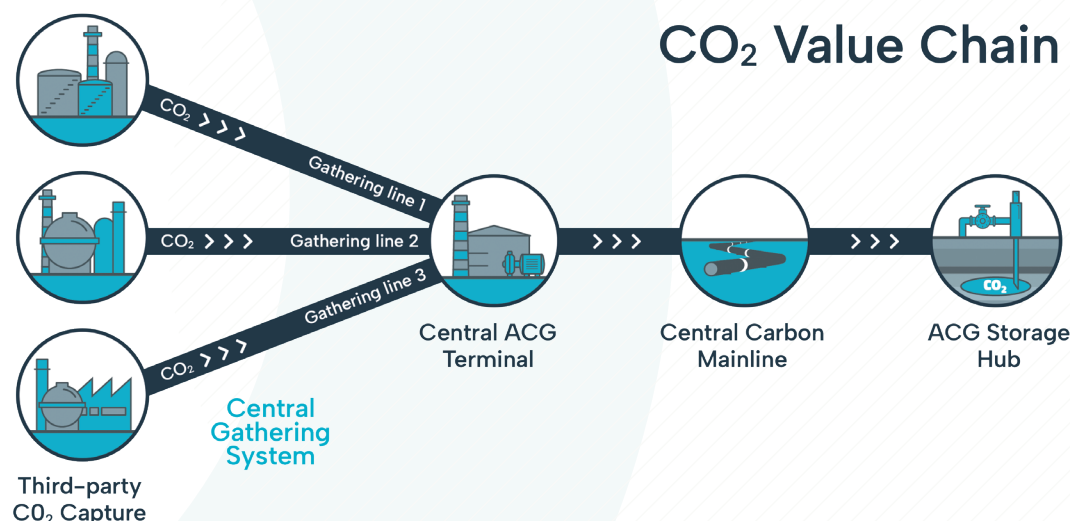 CO₂ Value Chain
CO₂
Gathering line 1
CO₂
Gathering line 2
CO₂
Gathering line 3
Central
Gathering
System
Third-party
C0₂ Capture
Central ACG
Terminal
Central Carbon
Mainline
CO₂
ACG Storage
Hub